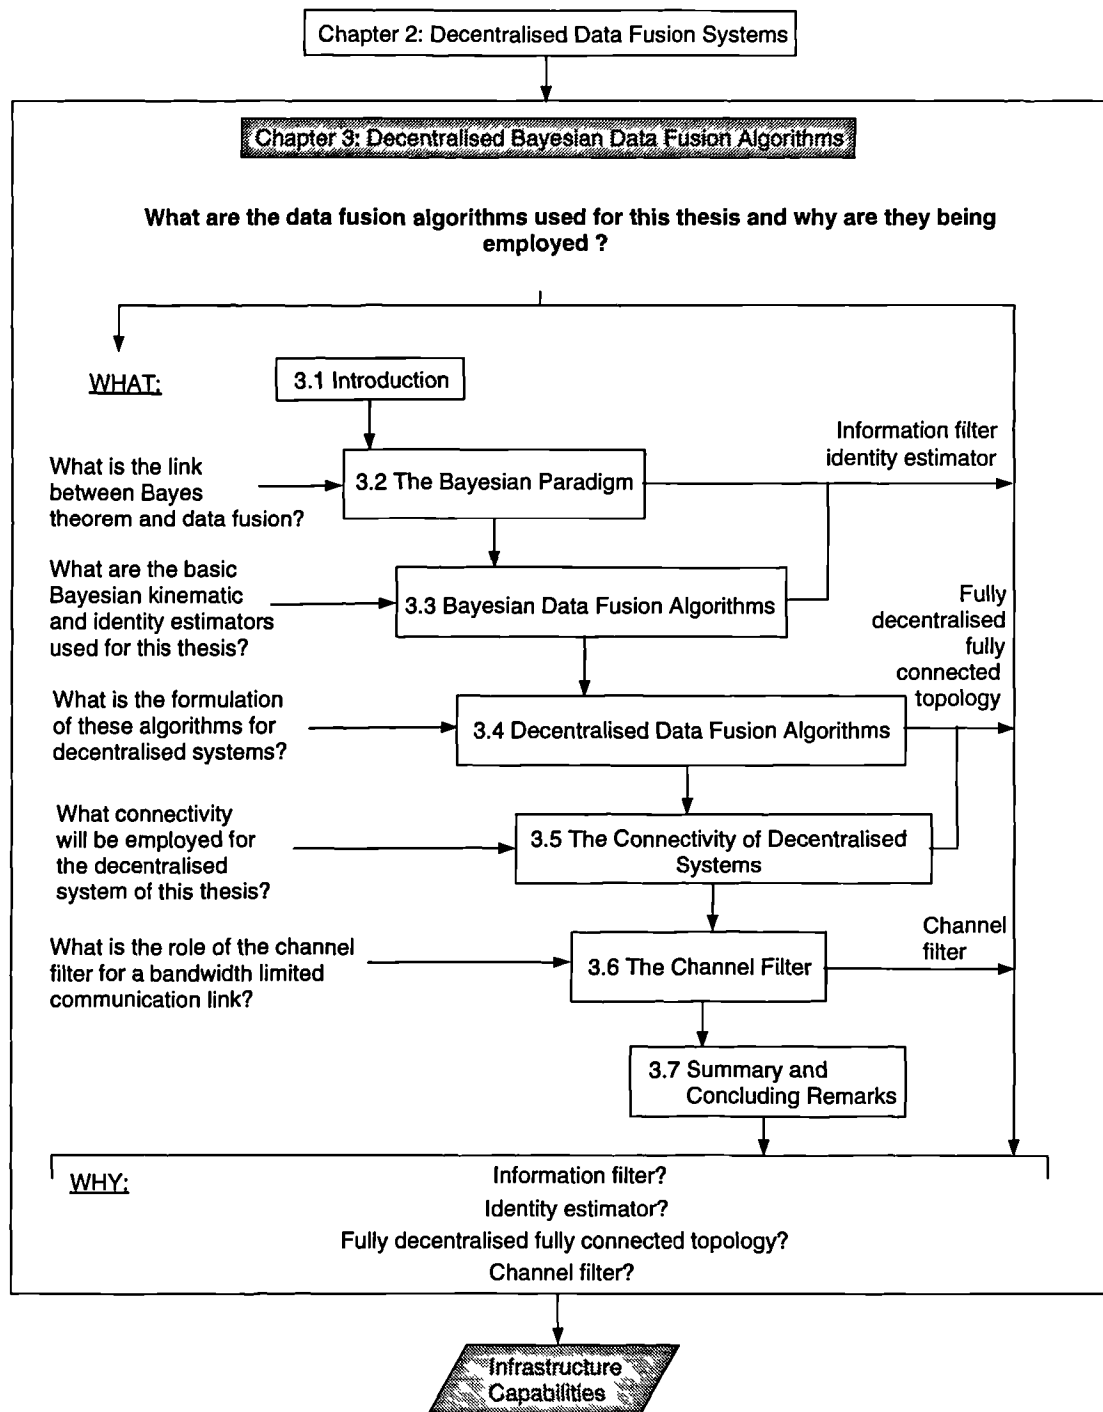 Chapter 2: Decentralised Data Fusion Systems
Chapter 3: Decentralised Bayesian Data Fusion Algorithms
What are the data fusion algorithms used for this thesis and why are they being
employed ?
WHAT:
3.1 Introduction
Information filter
identity estimator
What is the link
between Bayes
theorem and data fusion?
3.2 The Bayesian Paradigm
What are the basic
Bayesian kinematic
and identity estimators
used for this thesis?
3.3 Bayesian Data Fusion Algorithms
Fully
decentralised
fully
connected
topology
What is the formulation
of these algorithms for
decentralised systems?
3.4 Decentralised Data Fusion Algorithms
What connectivity
will be employed for
the decentralised
system of this thesis?
3.5 The Connectivity of Decentralised
Systems
What is the role of the channel
filter for a bandwidth limited
communication link?
3.6 The Channel Filter
Channel
filter
3.7 Summary and
Concluding Remarks
WHY:
Information filter?
Identity estimator?
Fully decentralised fully connected topology?
Channel filter?
Infrastructure
Capabilities